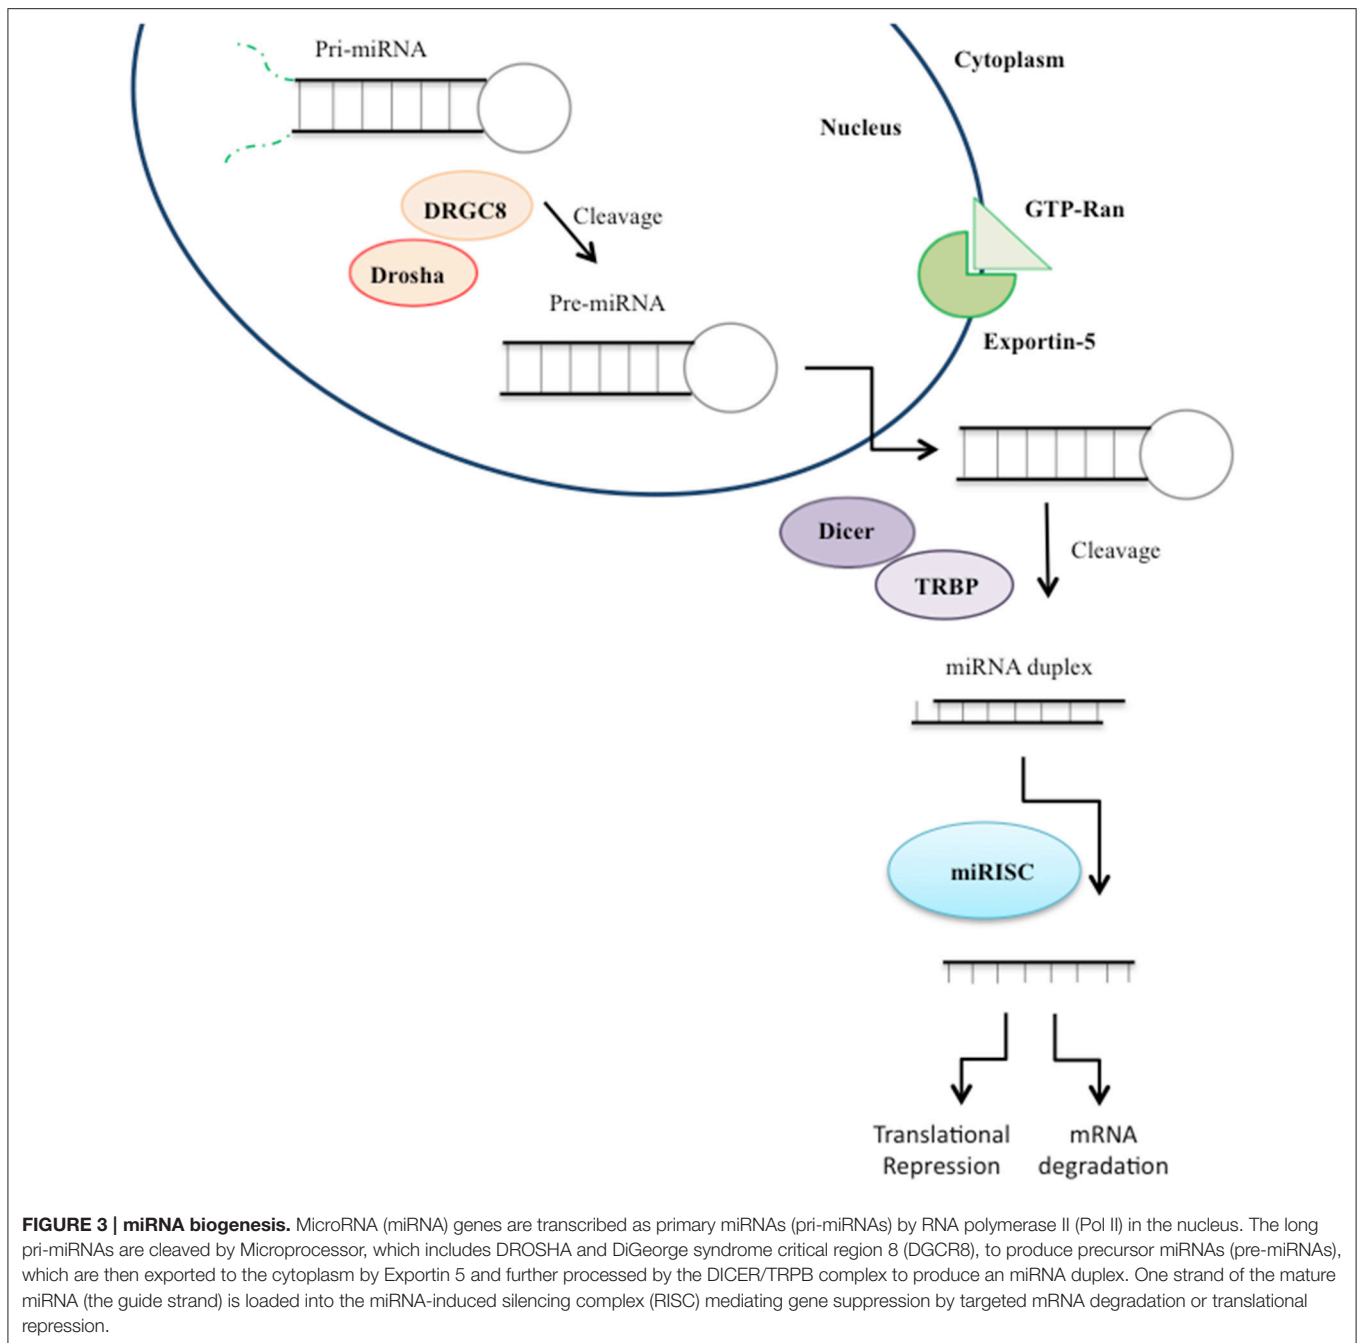 Pri-miRNA
Cytoplasm
Nucleus
DRGC8
Cleavage
GTP-Ran
Drosha
Pre-miRNA
Exportin-5
Dicer
Cleavage
TRBP
miRNA duplex
miRISC
Translational
Repression
mRNA
degradation
FIGURE 3 | miRNA biogenesis. MicroRNA (miRNA) genes are transcribed as primary miRNAs (pri-miRNAs) by RNA polymerase II (Pol II) in the nucleus. The long
pri-miRNAs are cleaved by Microprocessor, which includes DROSHA and DiGeorge syndrome critical region 8 (DGCR8), to produce precursor miRNAs (pre-miRNAs),
which are then exported to the cytoplasm by Exportin 5 and further processed by the DICER/TRPB complex to produce an miRNA duplex. One strand of the mature
miRNA (the guide strand) is loaded into the miRNA-induced silencing complex (RISC) mediating gene suppression by targeted mRNA degradation or translational
repression.